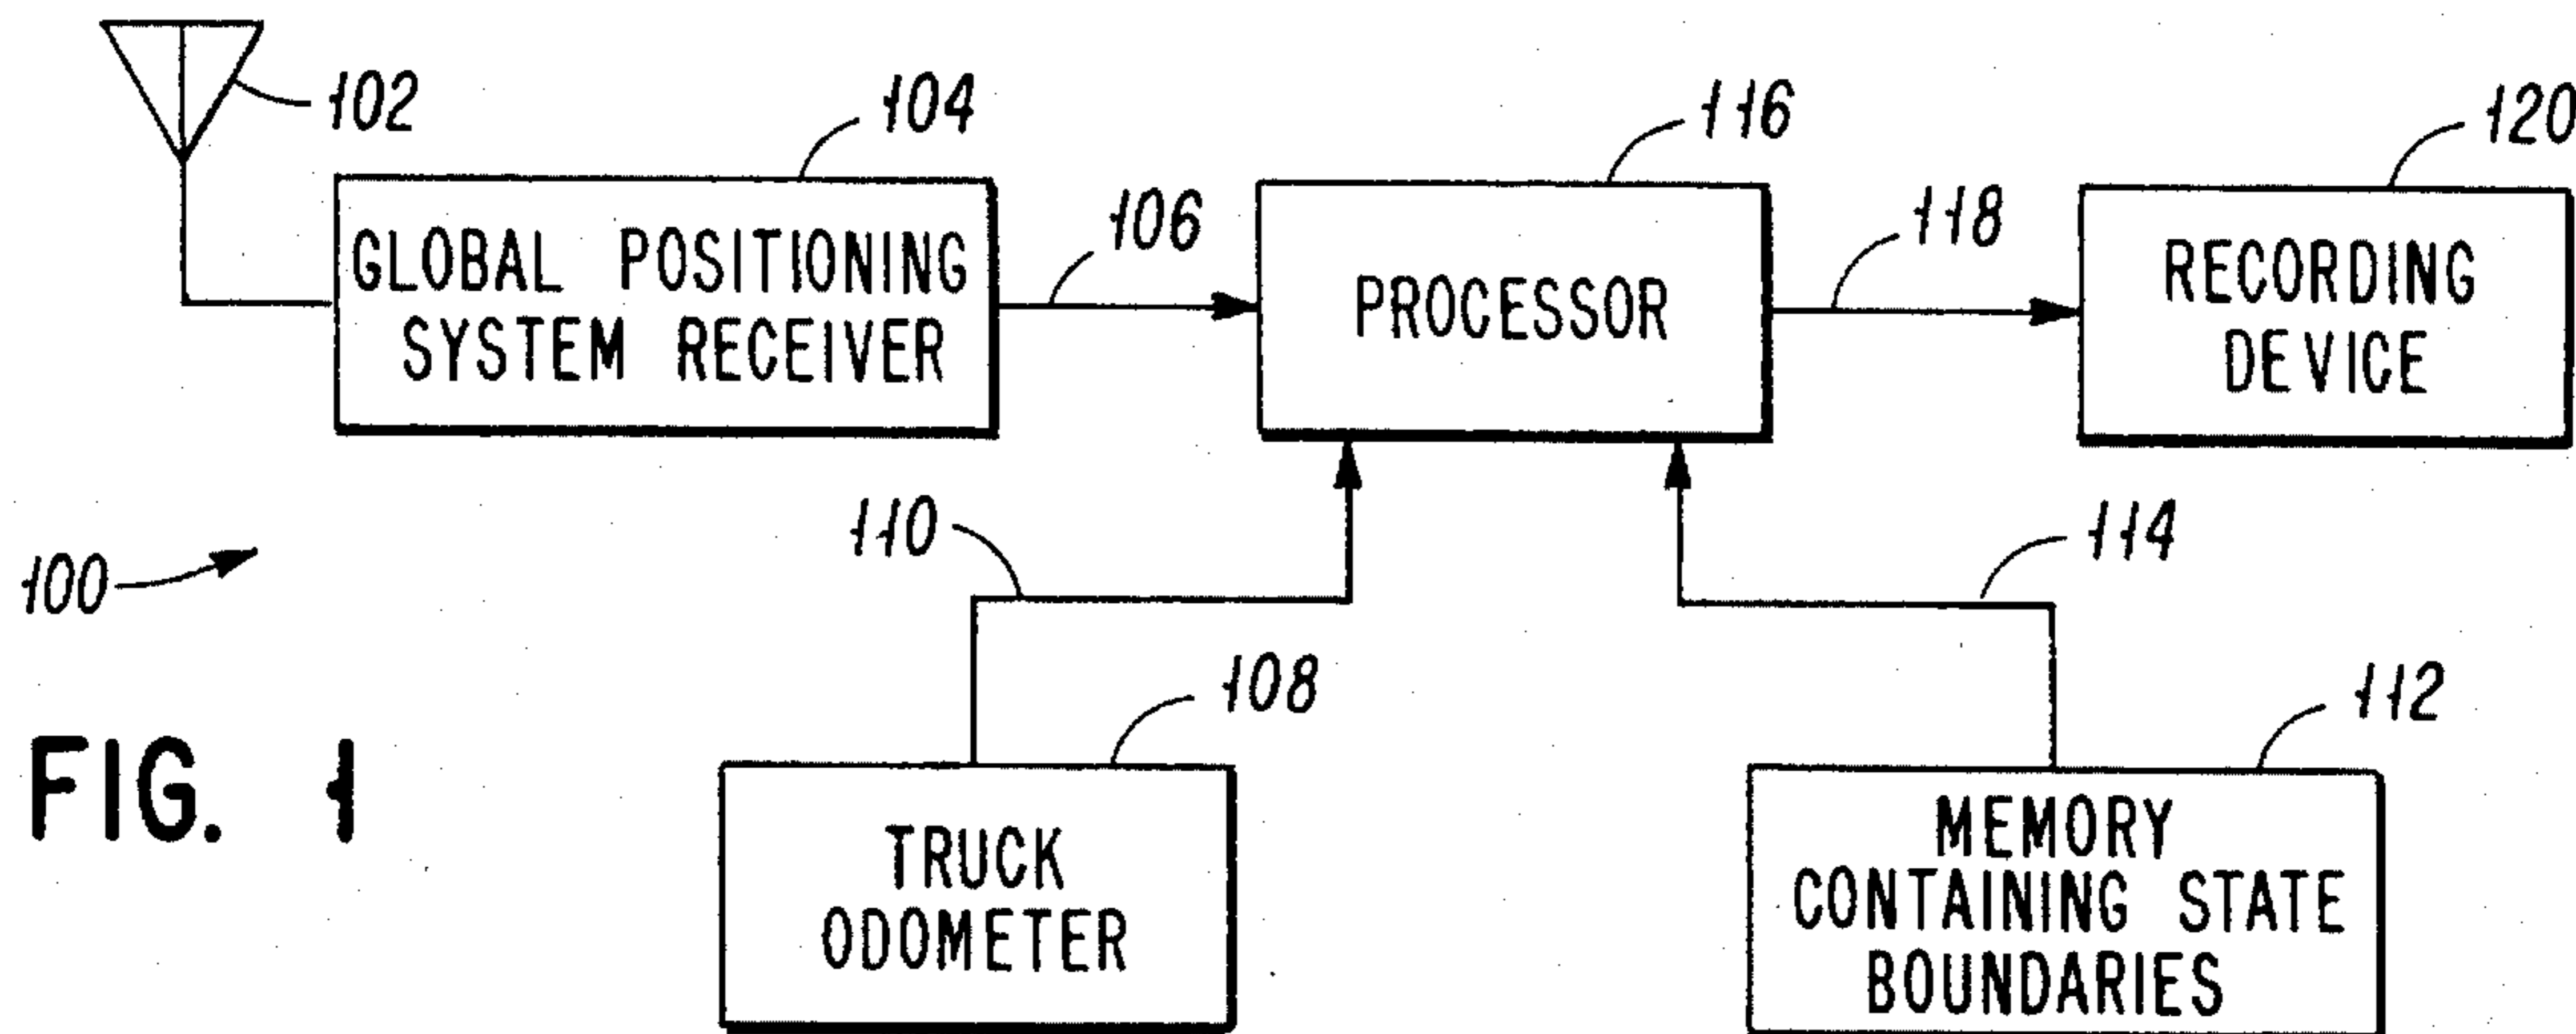 102
104
116
120
GLOBAL POSITIONING
SYSTEM RECEIVER
106
PROCESSOR
118
RECORDING
DEVICE
110
114
100
108
112
FIG. 1
TRUCK
ODOMETER
MEMORY
CONTAINING STATE
BOUNDARIES